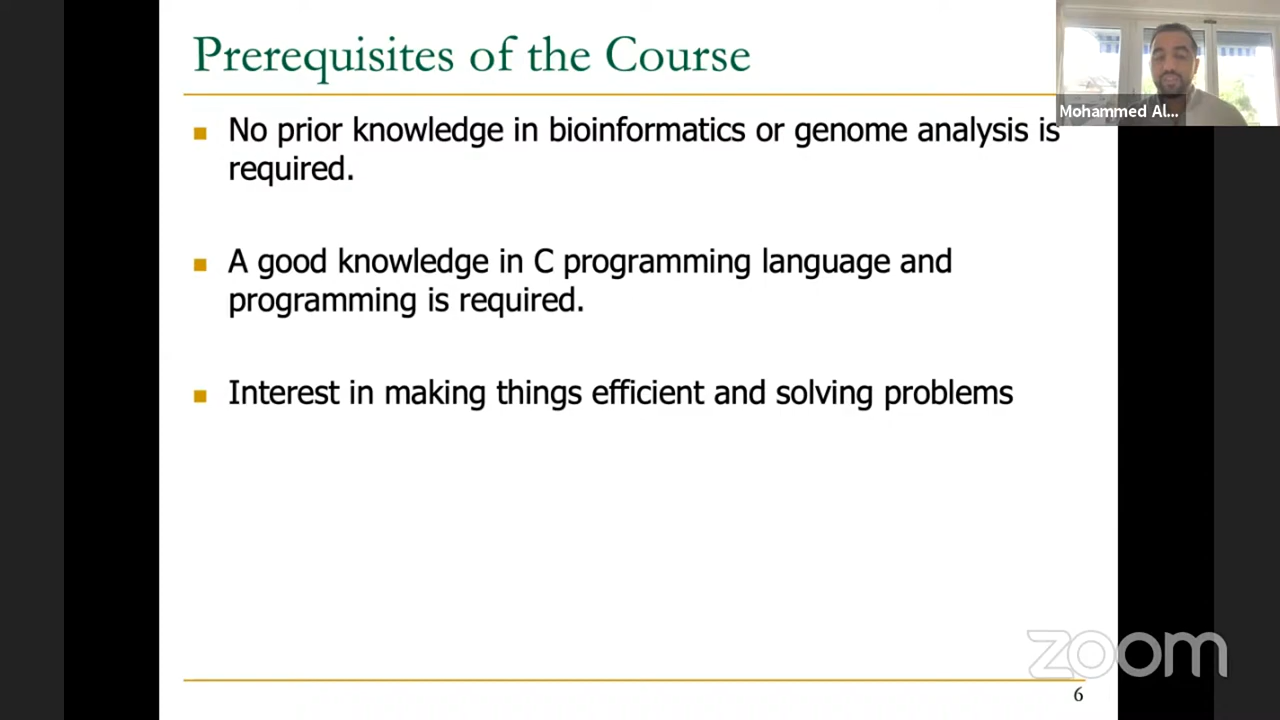 Prerequisites of the Course
Mohammed Al...
No prior knowledge in bioinformatics or genome analysis is
required.
A good knowledge in C programming language and
programming is required.
Interest in making things efficient and solving problems
zoom
6